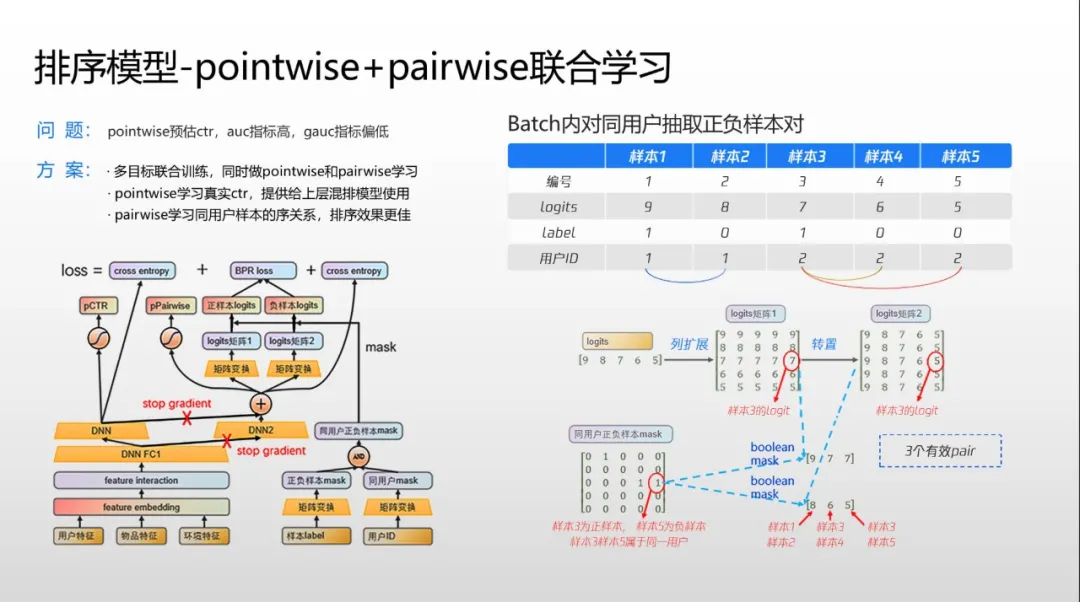 排序模型-pointwise+pairwise联合学习
问 题: pointwise预估ctr，auc指标高，gauc指标偏低
方 案: · 多目标联合训练，同时做pointwise和pairwise学习
· pointwise学习真实ctr，提供给上层混排模型使用
· pairwise学习同用户样本的序关系，排序效果更佳
loss = cross entropy + BPR loss + cross entropy
pCTR pPairwise 正样本logits 负样本logits
logits矩阵1 logits矩阵2
mask
矩阵变换 矩阵变换
stop gradient
+
DNN DNN2 同用户正负样本mask
stop gradient
DNN FC1 AND
feature interaction 正负样本mask 同用户mask
feature embedding 矩阵变换 矩阵变换
用户特征 物品特征 环境特征 样本label 用户ID
Batch内对同用户抽取正负样本对
样本1 样本2 样本3 样本4 样本5
编号 1 2 3 4 5
logits 9 8 7 6 5
label 1 0 1 0 0
用户ID 1 1 2 2 2
logits矩阵1 logits矩阵2
logits 列扩展 转置
[9 8 7 6 5]
[9 9 9 9 9] [9 8 7 6 5]
8 8 8 8 8 9 8 7 6 5
7 7 7 7 7 9 8 7 6 5
6 6 6 6 6 9 8 7 6 5
5 5 5 5 5 9 8 7 6 5
样本3的Logit 样本3的Logit
同用户正负样本mask
[0 1 0 0 0]
0 0 0 0 0
0 0 0 1 1
0 0 0 0 0
0 0 0 0 0
boolean
mask
[9 7 7]
boolean
mask
[8 6 5]
3个有效pair
样本3为正样本， 样本5为负样本
样本3样本5属于同一用户
样本1 样本3 样本3
样本2 样本4 样本5